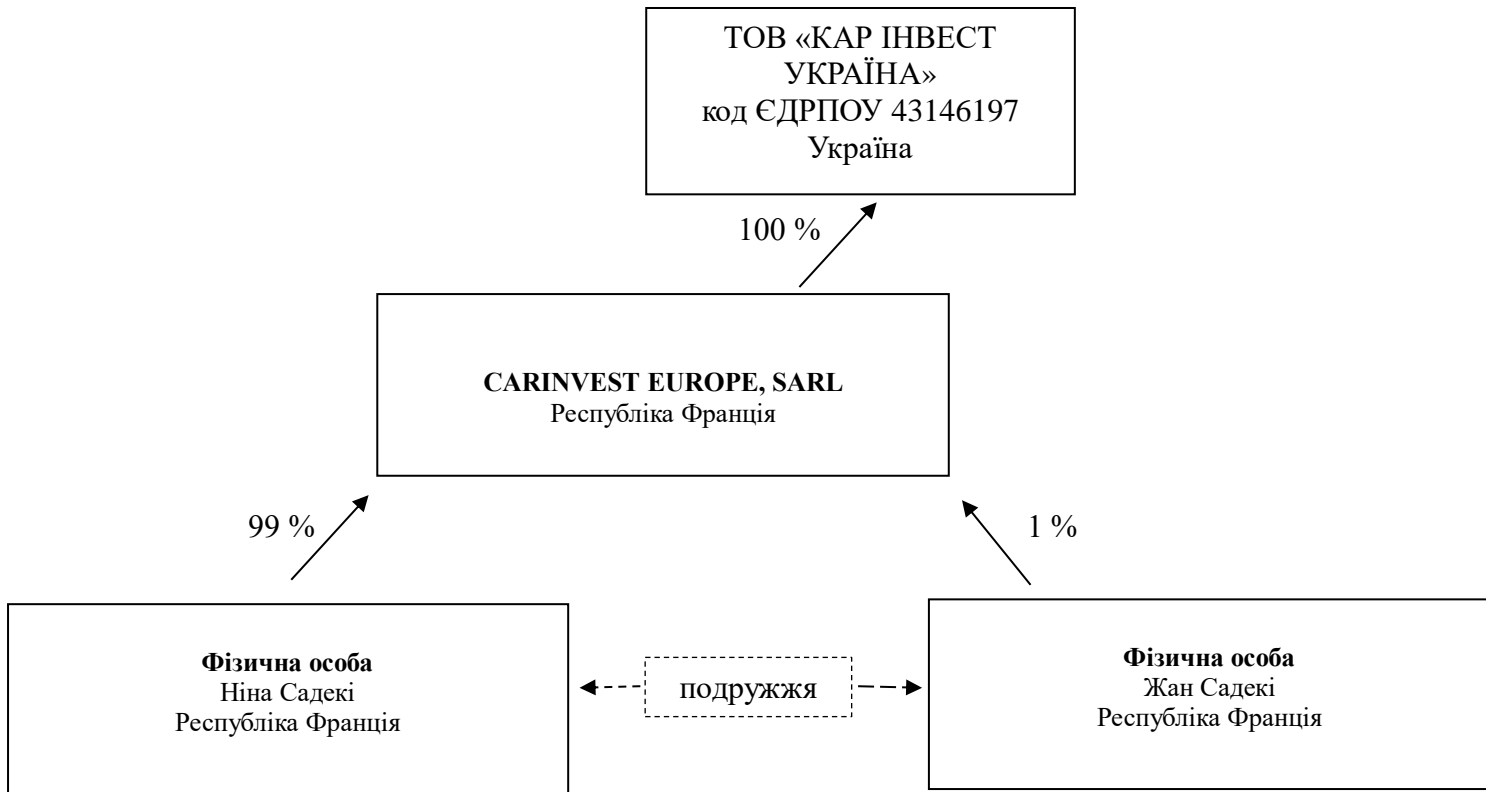 ТОВ «КАР ІНВЕСТ
УКРАЇНА»
код ЄДРПОУ 43146197
Україна
100 %
CARINVEST EUROPE, SARL
Республіка Франція
99 %
1 %
Фізична особа
Ніна Садекі
Республіка Франція
подружжя
Фізична особа
Жан Садекі
Республіка Франція